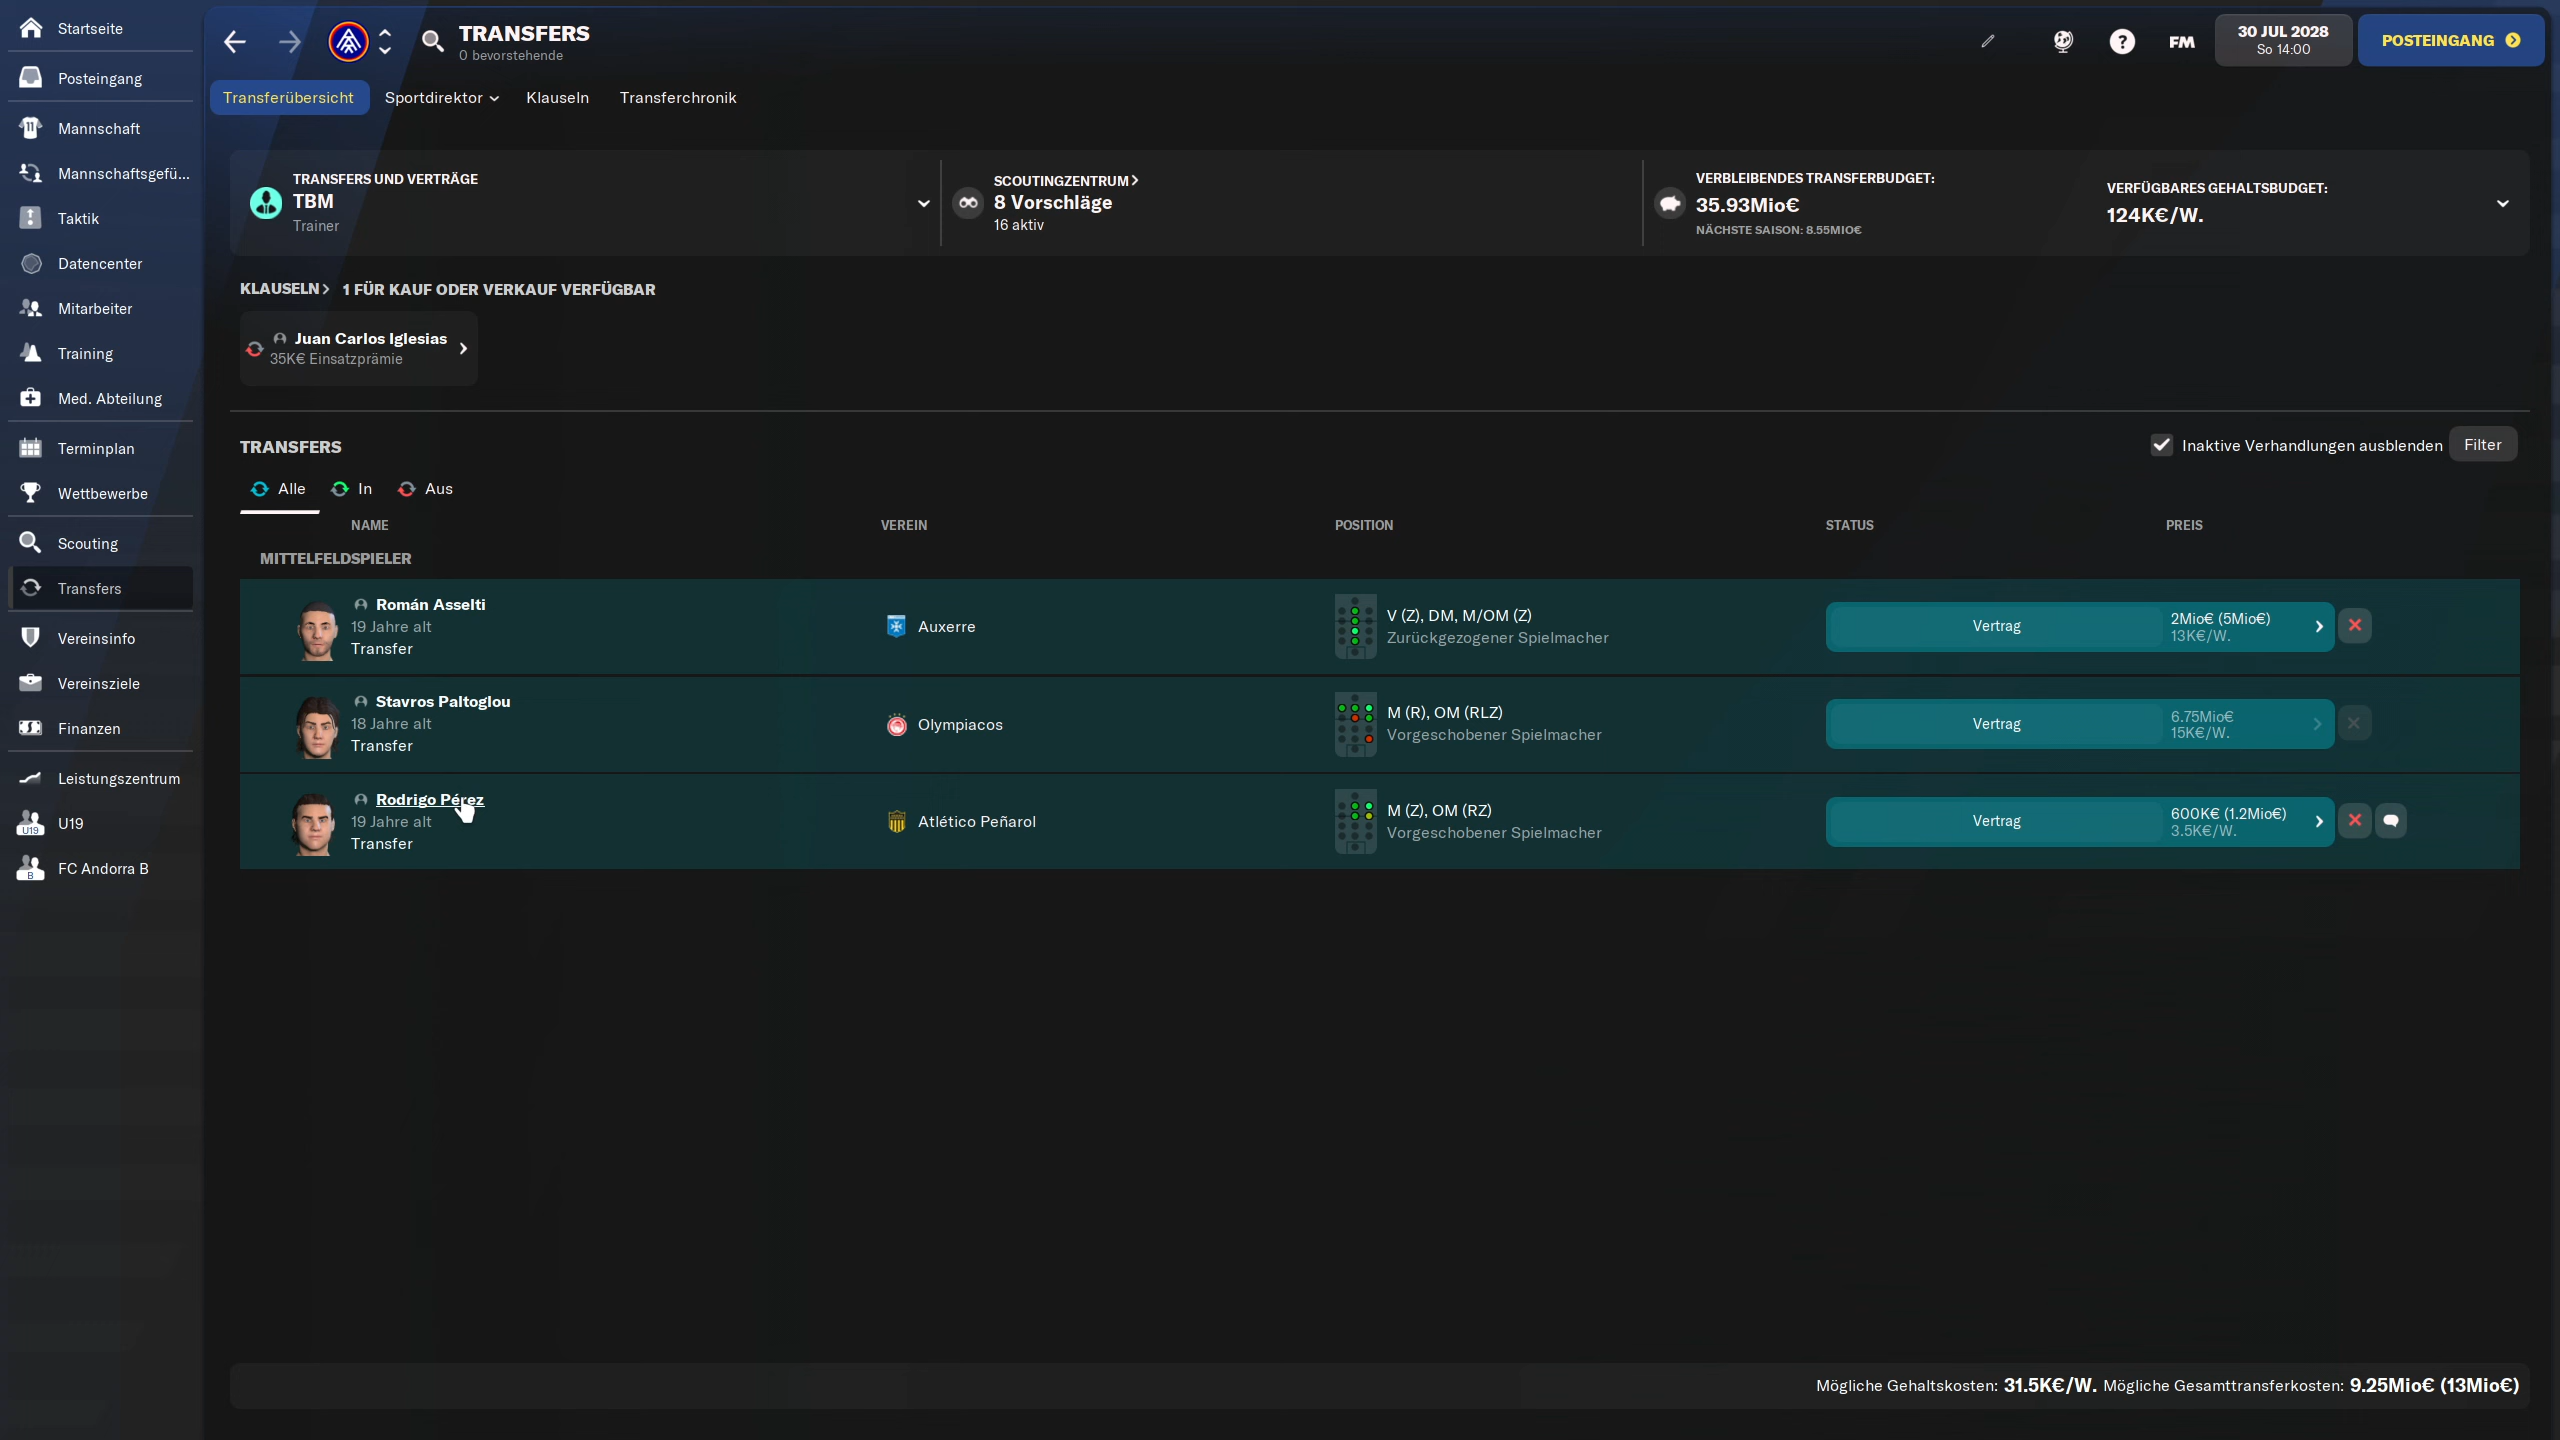 Startseite
Posteingang
Mannschaft
Mannschaftsgefü...
Taktik
Datencenter
Mitarbeiter
Training
Med. Abteilung
Terminplan
Wettbewerbe
Scouting
Transfers
Vereinsinfo
Vereinsziele
Finanzen
Leistungszentrum
U19
U19
B
FC Andorra B
TRANSFERS
0 bevorstehende
FM
30 JUL 2028
So 14:00
POSTEINGANG
Transferübersicht
Sportdirektor
Klauseln
Transferchronik
TRANSFERS UND VERTRÄGE
TBM
Trainer
SCOUTINGZENTRUM
8 Vorschläge
16 aktiv
VERBLEIBENDES TRANSFERBUDGET:
35.93Mio€
NÄCHSTE SAISON: 8.55MIO€
VERFÜGBARES GEHALTSBUDGET:
124K€/W.
KLAUSELN 1 FÜR KAUF ODER VERKAUF VERFÜGBAR
Juan Carlos Iglesias
35K€ Einsatzprämie
TRANSFERS
Inaktive Verhandlungen ausblenden
Filter
Alle
In
Aus
NAME
VEREIN
POSITION
STATUS
PREIS
MITTELFELDSPIELER
Román Asselti
19 Jahre alt
Transfer
Auxerre
V (Z), DM, M/OM (Z)
Zurückgezogener Spielmacher
Vertrag
2Mio€ (5Mio€)
13K€/W.
Stavros Paltoglou
18 Jahre alt
Transfer
Olympiacos
M (R), OM (RLZ)
Vorgeschobener Spielmacher
Vertrag
6.75Mio€
15K€/W.
Rodrigo Pérez
19 Jahre alt
Transfer
Atlético Peñarol
M (Z), OM (RZ)
Vorgeschobener Spielmacher
Vertrag
600K€ (1.2Mio€)
3.5K€/W.
Mögliche Gehaltskosten: 31.5K€/W. Mögliche Gesamttransferkosten: 9.25Mio€ (13Mio€)